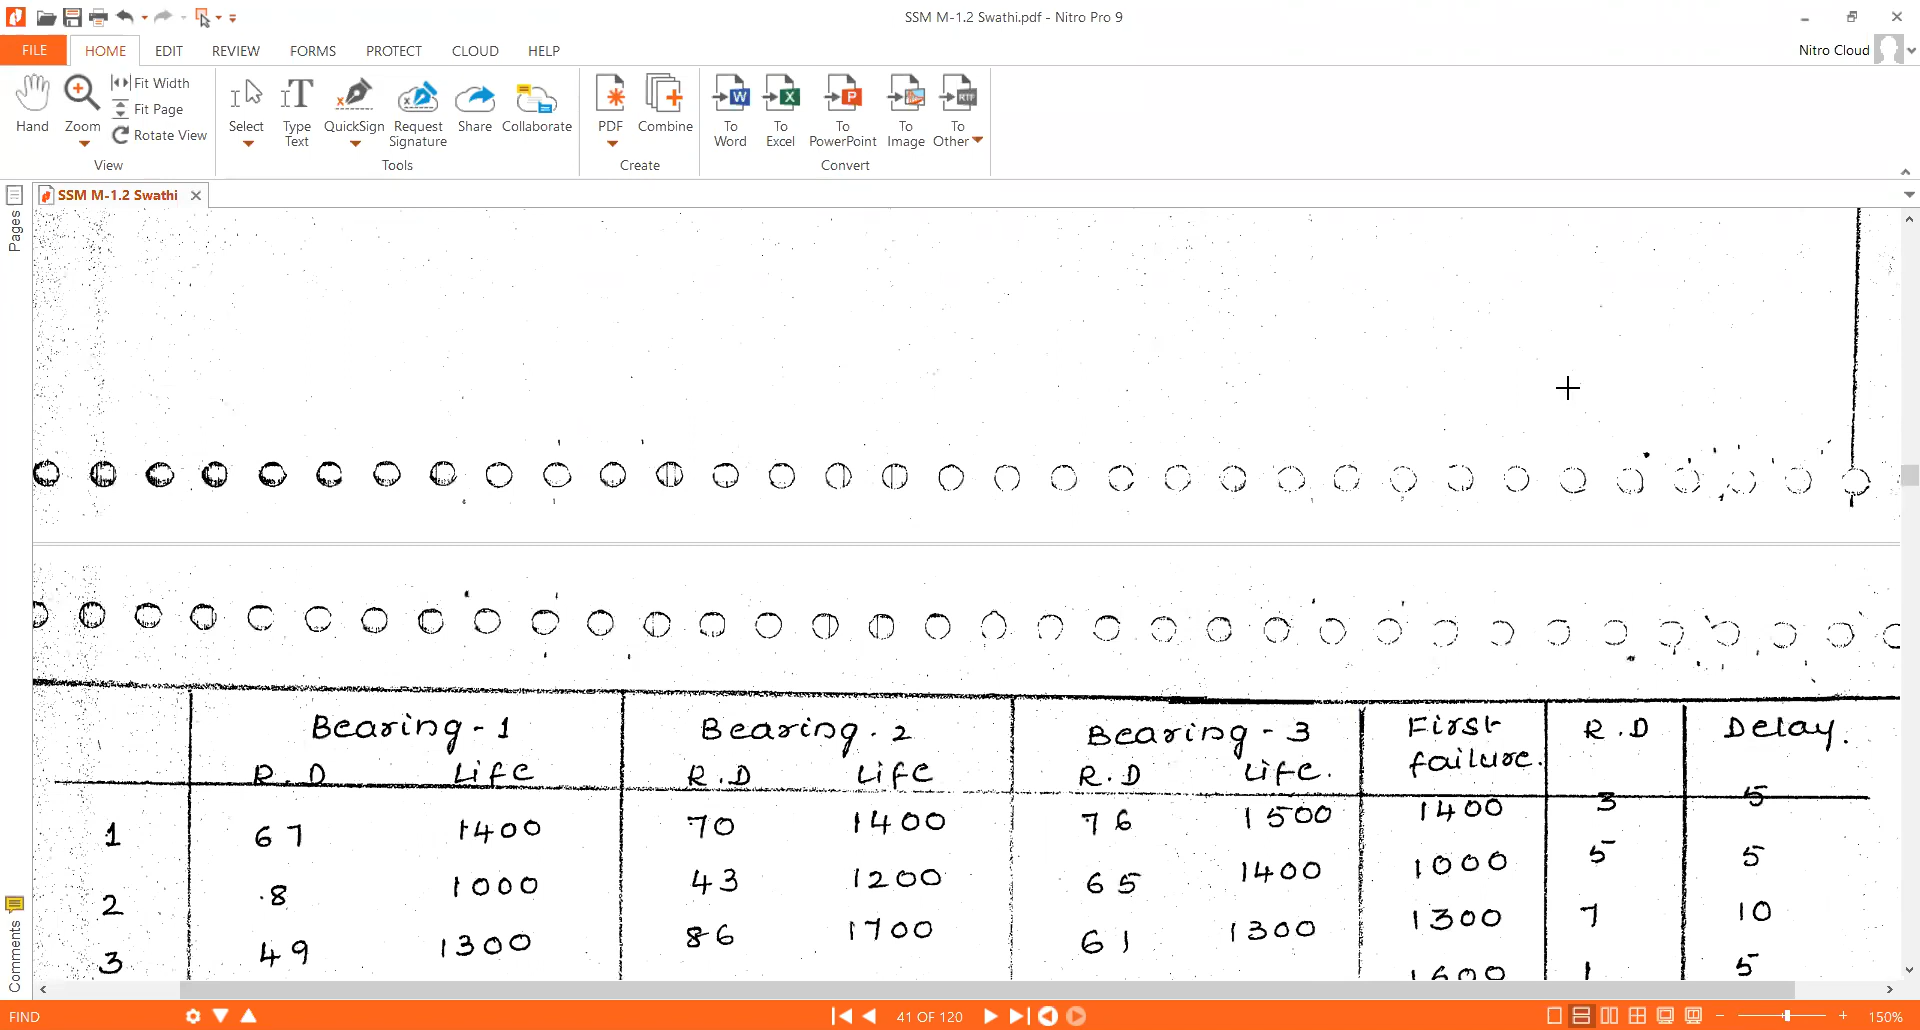 SSM M-1.2 Swathi.pdf - Nitro Pro 9
FILE HOME EDIT REVIEW FORMS PROTECT CLOUD HELP Nitro Cloud
Hand
Zoom
Fit Width
Fit Page
Rotate View
View
Select
Type Text
QuickSign
Request Signature
Share
Collaborate
Tools
PDF
Combine
Create
To Word
To Excel
To PowerPoint
To Image
To Other
Convert
SSM M-1.2 Swathi
Pages
Bearing-1 Bearing.2 Bearing-3 First failure. R.D Delay.
R.D Life R.D Life R.D Life.
1 67 1400 70 1400 76 1500 1400 3 5
2 .8 1000 43 1200 65 1400 1000 5 5
3 49 1300 86 1700 61 1300 1300 7 10
1 5
Comments
FIND 41 OF 120 150%